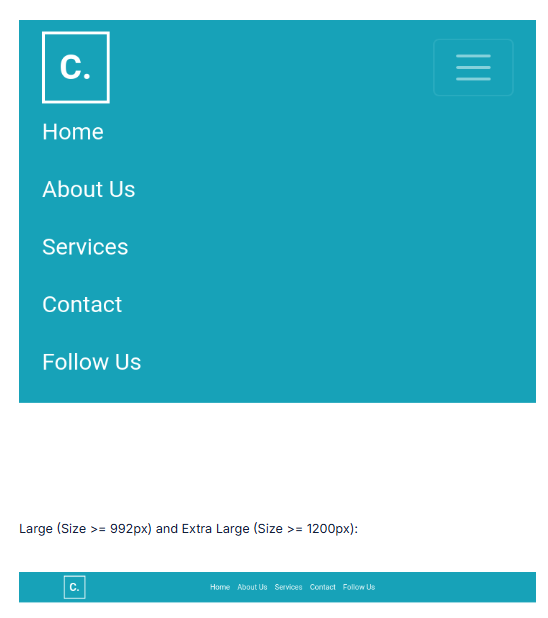 C.
Home
About Us
Services
Contact
Follow Us
Large (Size >= 992px) and Extra Large (Size >= 1200px):
C. Home About Us Services Contact Follow Us